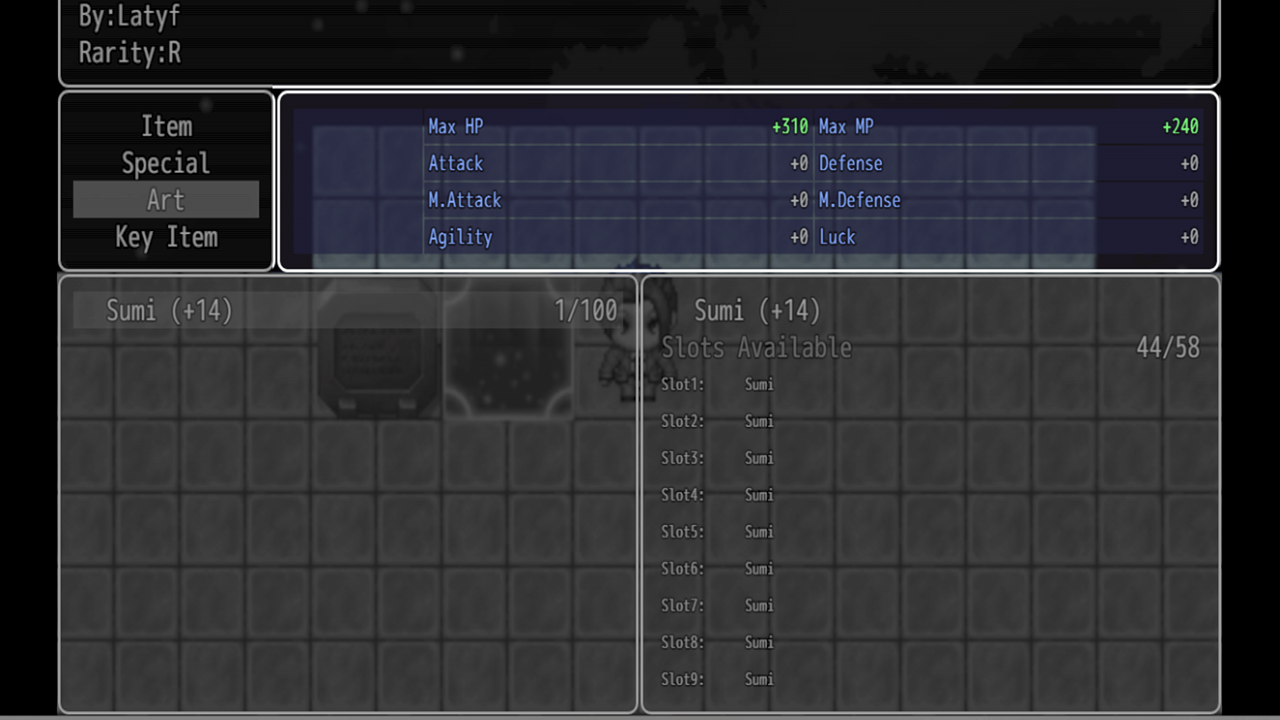 By:Latyf
Rarity:R
Item
Special
Art
Key Item
Max HP +310 Max MP +240
Attack +0 Defense +0
M.Attack +0 M.Defense +0
Agility +0 Luck +0
Sumi (+14) 1/100
Sumi (+14)
Slots Available 44/58
Slot1: Sumi
Slot2: Sumi
Slot3: Sumi
Slot4: Sumi
Slot5: Sumi
Slot6: Sumi
Slot7: Sumi
Slot8: Sumi
Slot9: Sumi